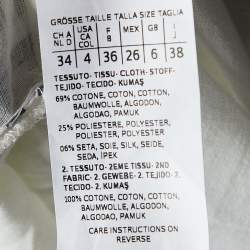 GRÖSSE TAILLE TALLA SIZE TAGLIA
CH A USA F MEX GB I
NL D CA CO B J
34 4 36 26 6 38
TESSUTO- TISSU- CLOTH- STOFF-
TEJIDO- TECIDO- KUMAŞ
69% COTONE, COTON, COTTON,
BAUMWOLLE, ALGODON,
ALGODAO, PAMUK
25% POLIESTERE, POLYESTER,
POLIESTER, POLYESTER
06% SETA, SOIE, SILK, SEIDE,
SEDA, İPEK
2. TESSUTO- 2EME TISSU- 2ND
FABRIC- 2. GEWEBE- 2. TEJIDO-
2. TECIDO- 2. KUMAŞ
100% COTONE, COTON, COTTON,
BAUMWOLLE, ALGODON,
ALGODAO, PAMUK
CARE INSTRUCTIONS ON
REVERSE